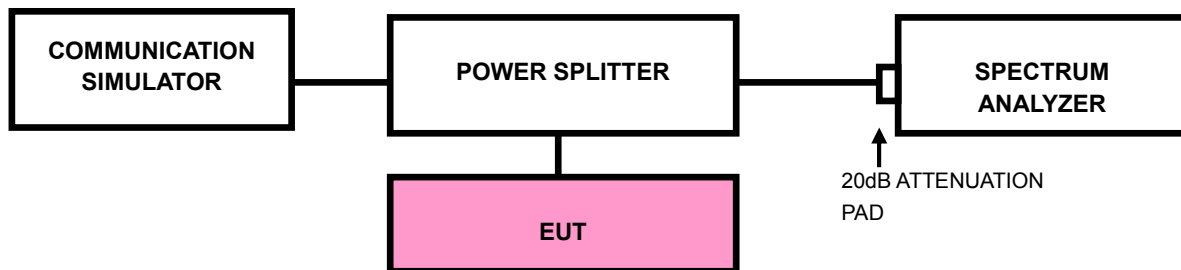 COMMUNICATION
SIMULATOR
POWER SPLITTER
SPECTRUM
ANALYZER
20dB ATTENUATION
PAD
EUT